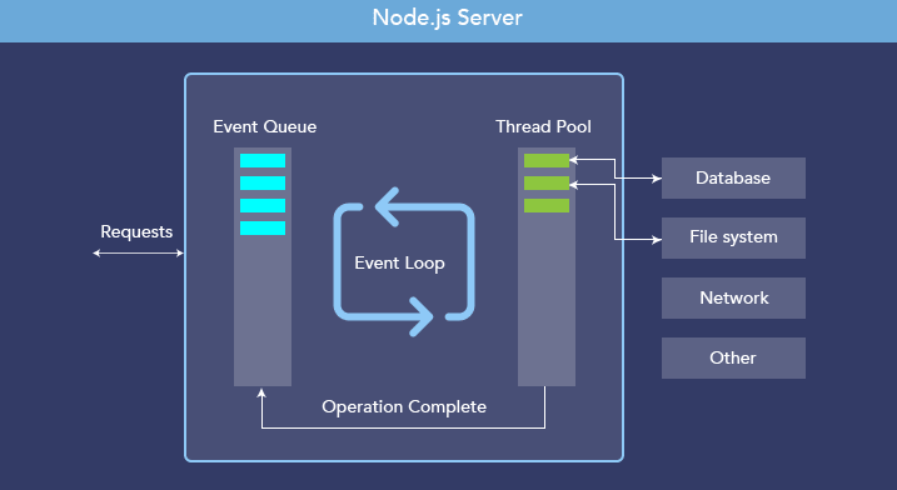 Node.js Server
Event Queue
Thread Pool
Requests
Event Loop
Database
File system
Network
Other
Operation Complete